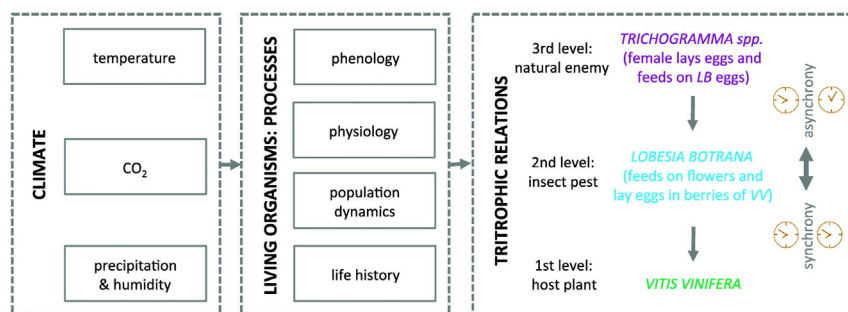 CLIMATE
temperature
CO₂
precipitation
& humidity
LIVING ORGANISMS: PROCESSES
phenology
physiology
population
dynamics
life history
TRITROPHIC RELATIONS
3rd level:
natural enemy
TRICHOGRAMMA spp.
(female lays eggs and
feeds on LB eggs)
2nd level:
insect pest
LOBESIA BOTRANA
(feeds on flowers and
lay eggs in berries of VV)
1st level:
host plant
VITIS VINIFERA
asynchrony
synchrony